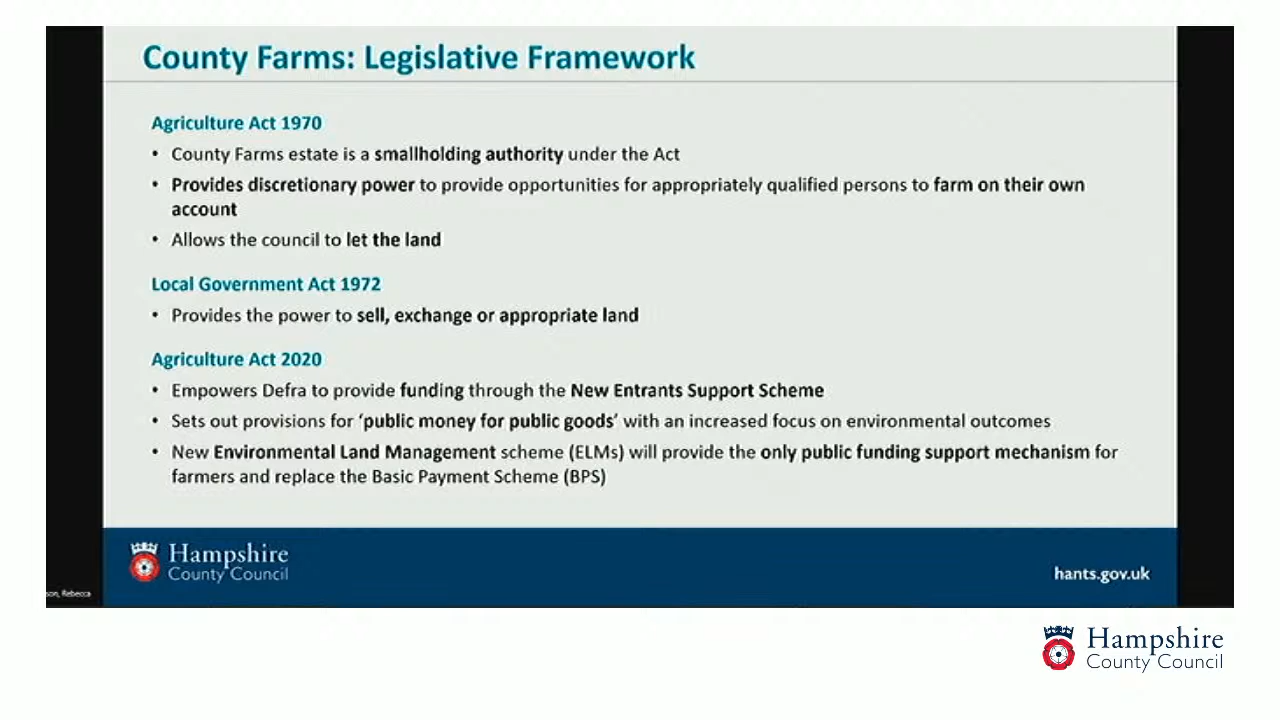 County Farms: Legislative Framework
Agriculture Act 1970
• County Farms estate is a smallholding authority under the Act
• Provides discretionary power to provide opportunities for appropriately qualified persons to farm on their own
account
• Allows the council to let the land
Local Government Act 1972
• Provides the power to sell, exchange or appropriate land
Agriculture Act 2020
• Empowers Defra to provide funding through the New Entrants Support Scheme
• Sets out provisions for ‘public money for public goods’ with an increased focus on environmental outcomes
• New Environmental Land Management scheme (ELMs) will provide the only public funding support mechanism for
farmers and replace the Basic Payment Scheme (BPS)
Hampshire
County Council
hants.gov.uk
son, Rebecca
Hampshire
County Council